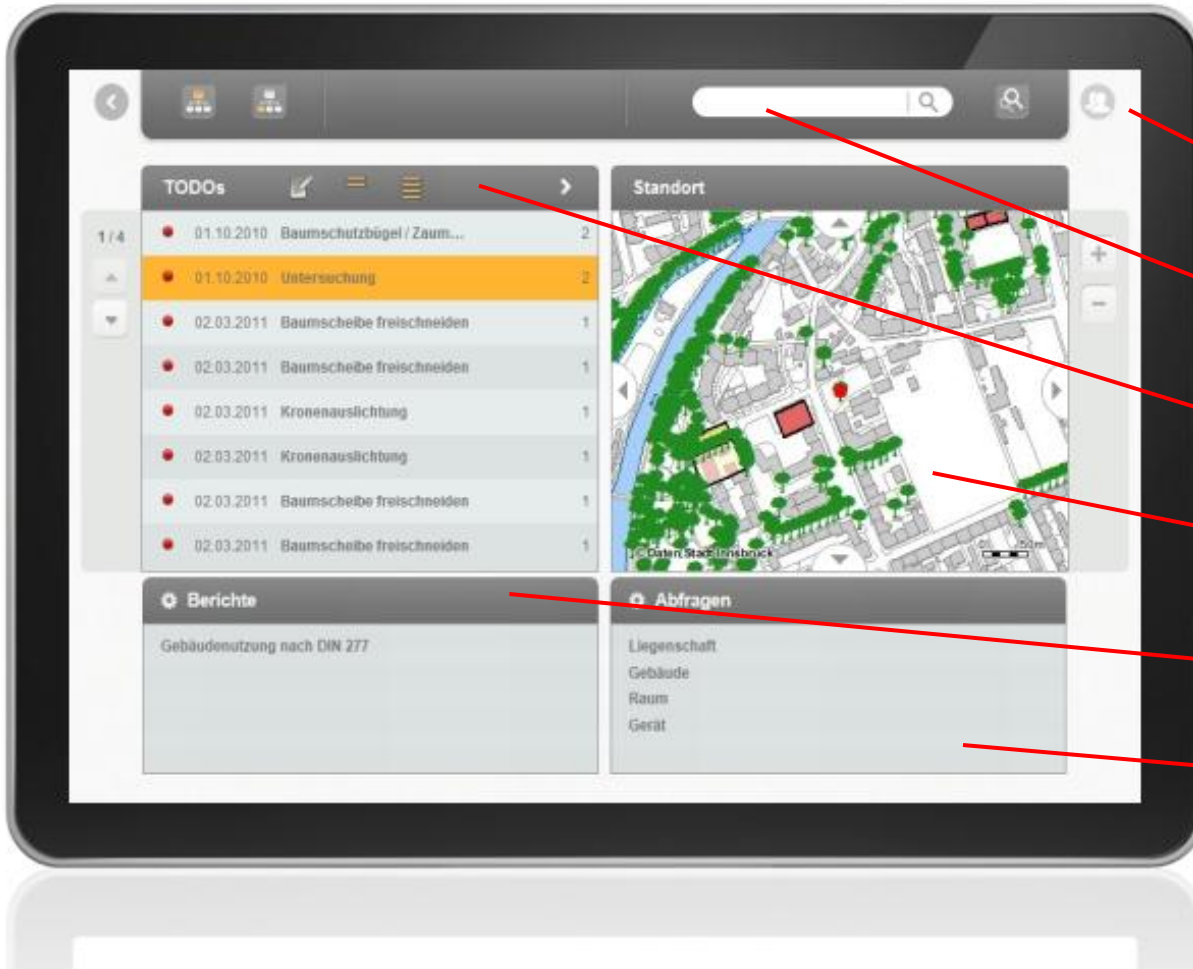 TODOs
1 / 4
01.10.2010 Baumschutzbügel / Zaum... 2
01.10.2010 Untersuchung 2
02.03.2011 Baumscheibe freischneiden 1
02.03.2011 Baumscheibe freischneiden 1
02.03.2011 Kronenauslichtung 1
02.03.2011 Kronenauslichtung 1
02.03.2011 Baumscheibe freischneiden 1
02.03.2011 Baumscheibe freischneiden 1
Standort
© Daten Stadt Innsbruck
Berichte
Gebäudenutzung nach DIN 277
Abfragen
Liegenschaft
Gebäude
Raum
Gerät